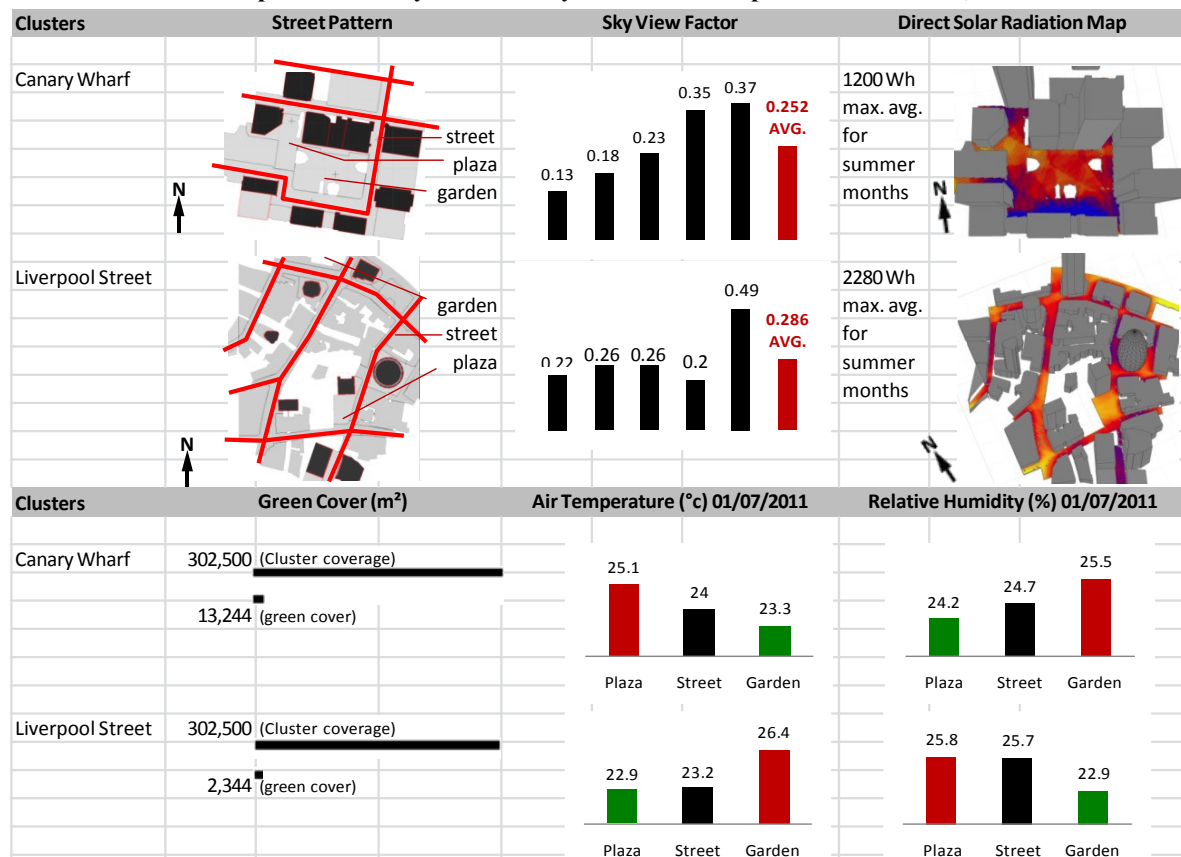 Clusters Street Pattern Sky View Factor Direct Solar Radiation Map
Canary Wharf
street
plaza
garden
N
0.13 0.18 0.23 0.35 0.37 0.252
AVG.
1200 Wh
max. avg.
for
summer
months
N
Liverpool Street
garden
street
plaza
N
0.22 0.26 0.26 0.2 0.49 0.286
AVG.
2280 Wh
max. avg.
for
summer
months
N
Clusters Green Cover (m²) Air Temperature (°c) 01/07/2011 Relative Humidity (%) 01/07/2011
Canary Wharf
302,500 (Cluster coverage)
13,244 (green cover)
25.1 24 23.3
Plaza Street Garden
24.2 24.7 25.5
Plaza Street Garden
Liverpool Street
302,500 (Cluster coverage)
2,344 (green cover)
22.9 23.2 26.4
Plaza Street Garden
25.8 25.7 22.9
Plaza Street Garden